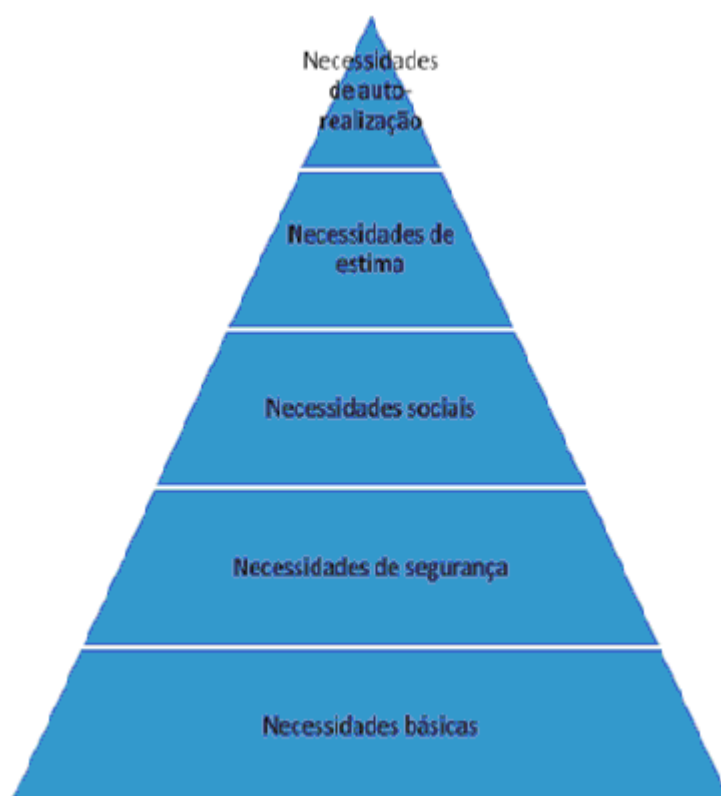 Necessidades
de auto-
realização
Necessidades de
estima
Necessidades sociais
Necessidades de segurança
Necessidades básicas